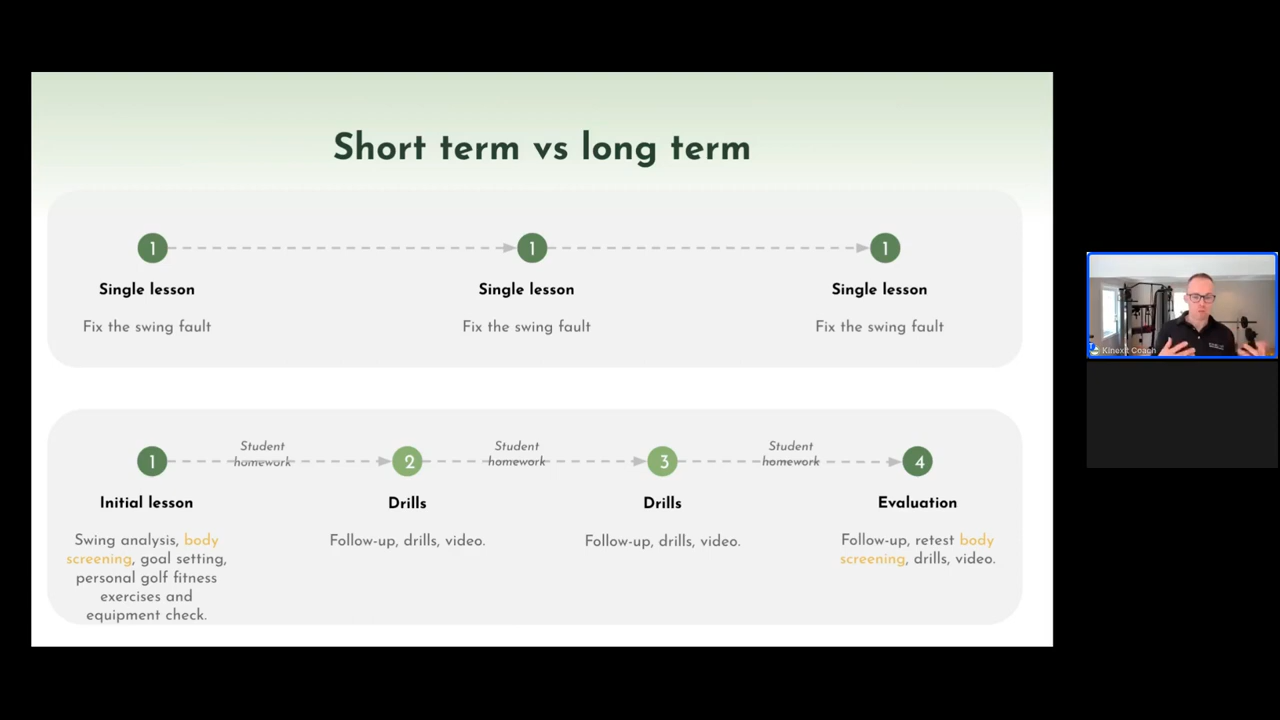 Short term vs long term
1 1 1
Single lesson Single lesson Single lesson
Fix the swing fault Fix the swing fault Fix the swing fault
Student Student Student
homework homework homework
1 2 3 4
Initial lesson Drills Drills Evaluation
Swing analysis, body
screening, goal setting,
personal golf fitness
exercises and
equipment check.
Follow-up, drills, video.
Follow-up, drills, video.
Follow-up, retest body
screening, drills, video.
Kinexit Coach